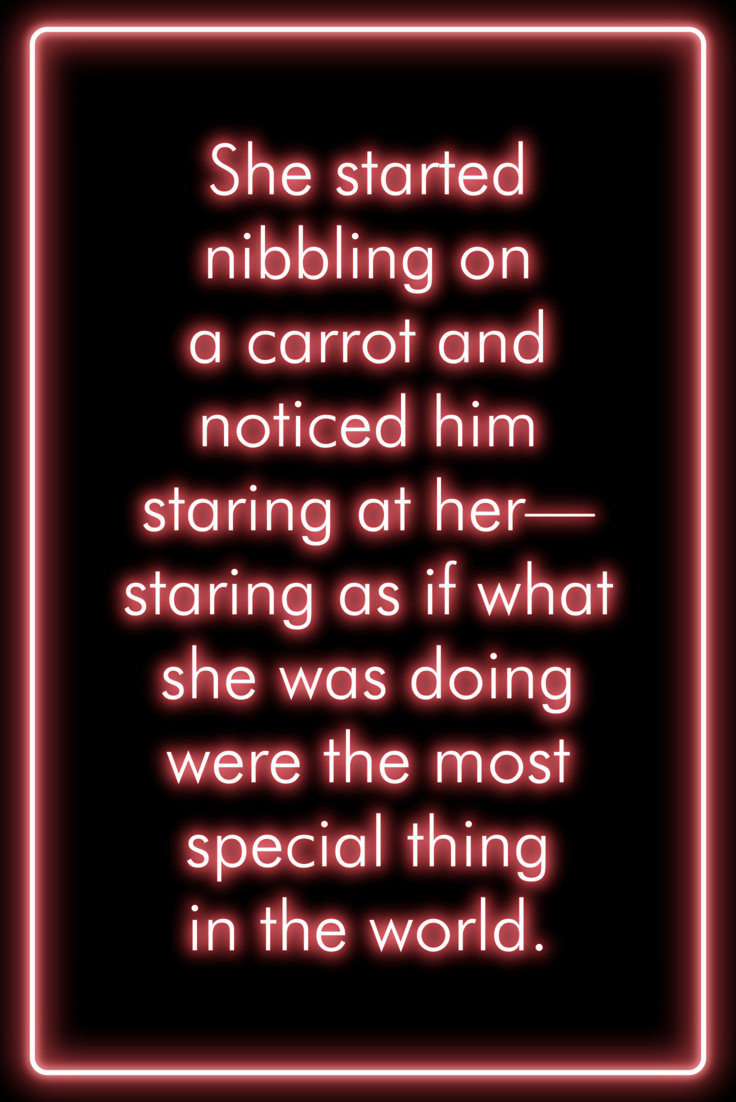 She started
nibbling on
a carrot and
noticed him
staring at her—
staring as if what
she was doing
were the most
special thing
in the world.